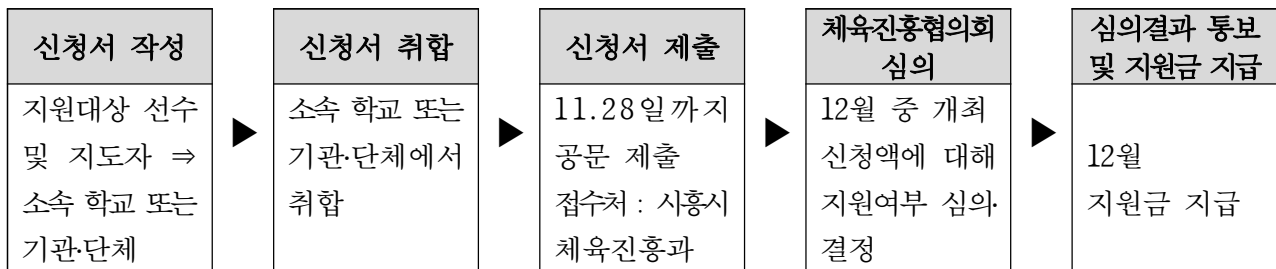 신청서 작성
지원대상 선수
및 지도자 ⇒
소속 학교 또는
기관·단체
▶
신청서 취합
소속 학교 또는
기관·단체에서
취합
▶
신청서 제출
11.28일까지
공문 제출
접수처 : 시흥시
체육진흥과
▶
체육진흥협의회
심의
12월 중 개최
신청액에 대해
지원여부 심의·
결정
▶
심의결과 통보
및 지원금 지급
12월
지원금 지급